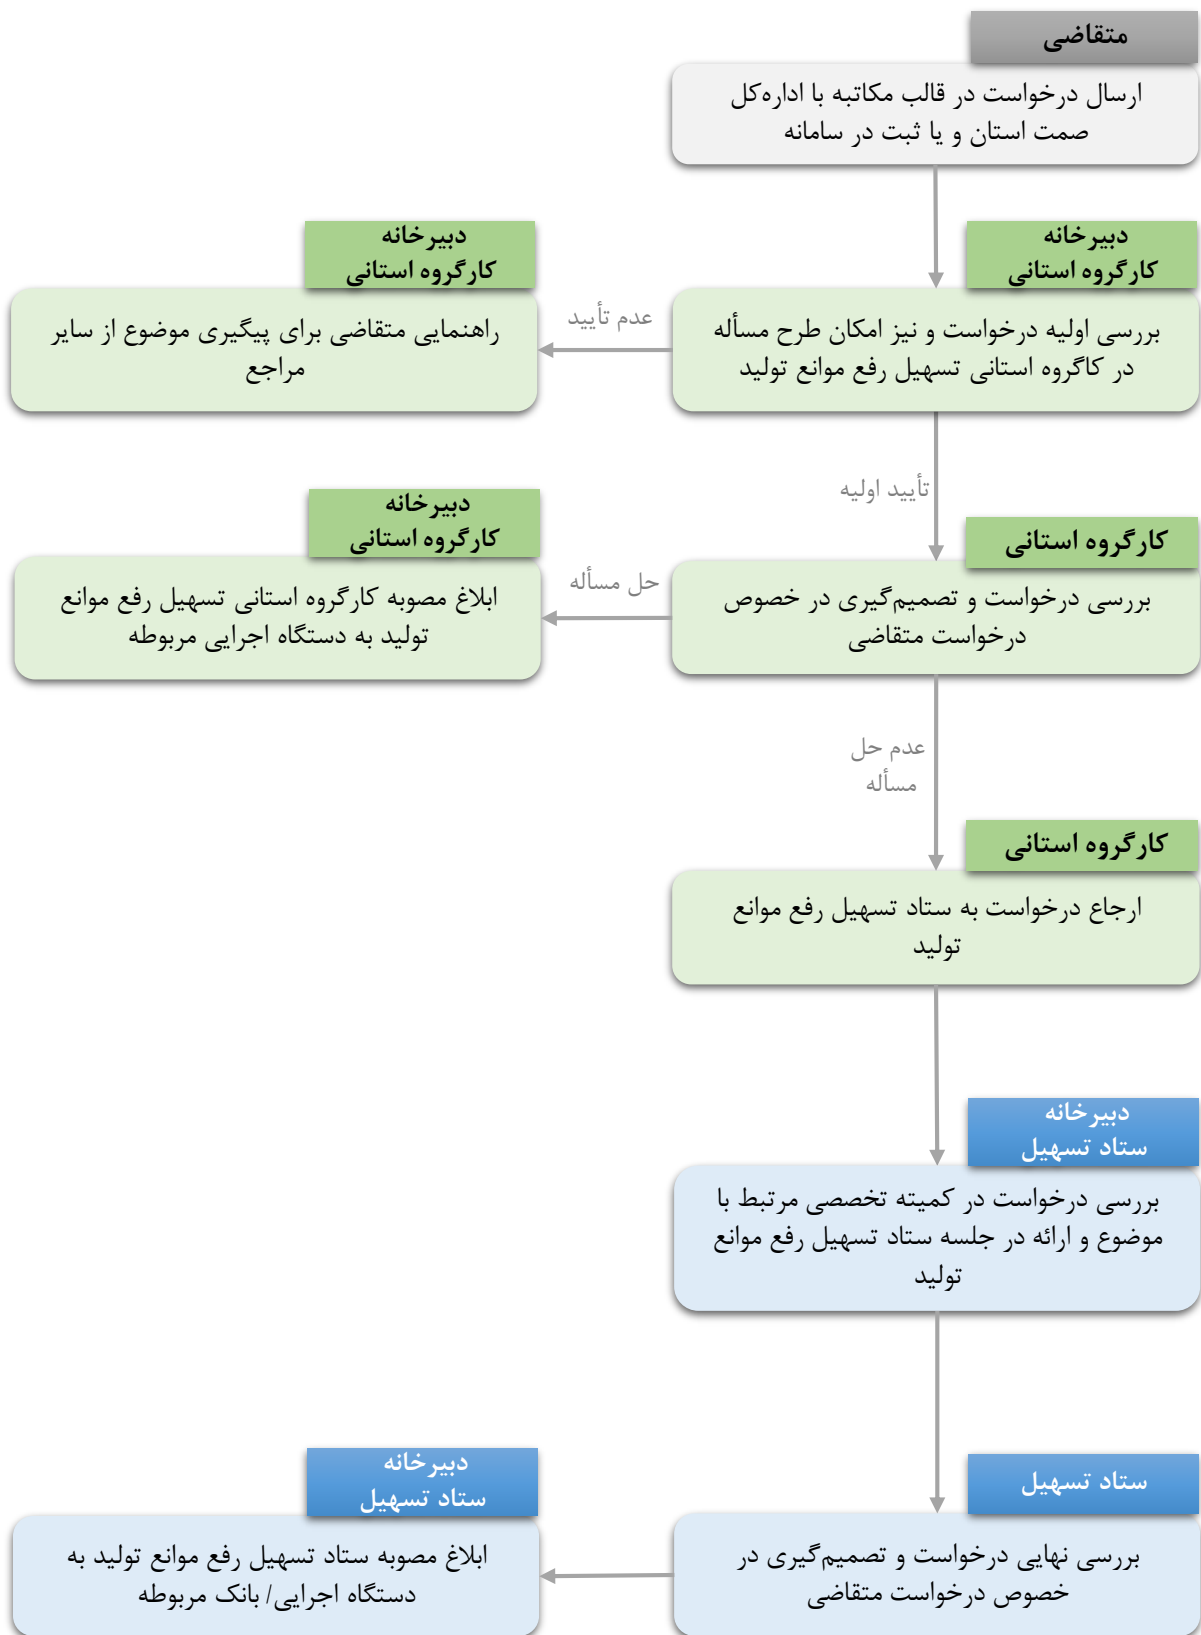 متقاضی
ارسال درخواست در قالب مکاتبه با اداره‌کل
صمت استان و یا ثبت در سامانه
دبیرخانه
کارگروه استانی
بررسی اولیه درخواست و نیز امکان طرح مسأله
در کاگروه استانی تسهیل رفع موانع تولید
عدم تأیید
دبیرخانه
کارگروه استانی
راهنمایی متقاضی برای پیگیری موضوع از سایر
مراجع
تأیید اولیه
کارگروه استانی
بررسی درخواست و تصمیم‌گیری در خصوص
درخواست متقاضی
حل مسأله
دبیرخانه
کارگروه استانی
ابلاغ مصوبه کارگروه استانی تسهیل رفع موانع
تولید به دستگاه اجرایی مربوطه
عدم حل
مسأله
کارگروه استانی
ارجاع درخواست به ستاد تسهیل رفع موانع
تولید
دبیرخانه
ستاد تسهیل
بررسی درخواست در کمیته تخصصی مرتبط با
موضوع و ارائه در جلسه ستاد تسهیل رفع موانع
تولید
ستاد تسهیل
بررسی نهایی درخواست و تصمیم‌گیری در
خصوص درخواست متقاضی
دبیرخانه
ستاد تسهیل
ابلاغ مصوبه ستاد تسهیل رفع موانع تولید به
دستگاه اجرایی/ بانک مربوطه